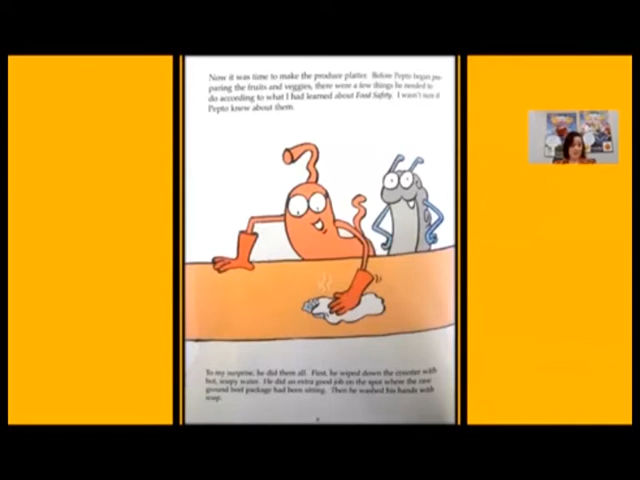 Now it was time to make the produce platter. Before Pepto began pre-
paring the fruits and veggies, there were a few things he needed to
do according to what I had learned about Food Safety. I wasn't sure if
Pepto knew about them.
To my surprise, he did them all. First, he wiped down the counter with
hot, soapy water. He did an extra good job on the spot where the raw
ground beef package had been sitting. Then he washed his hands with
soap.